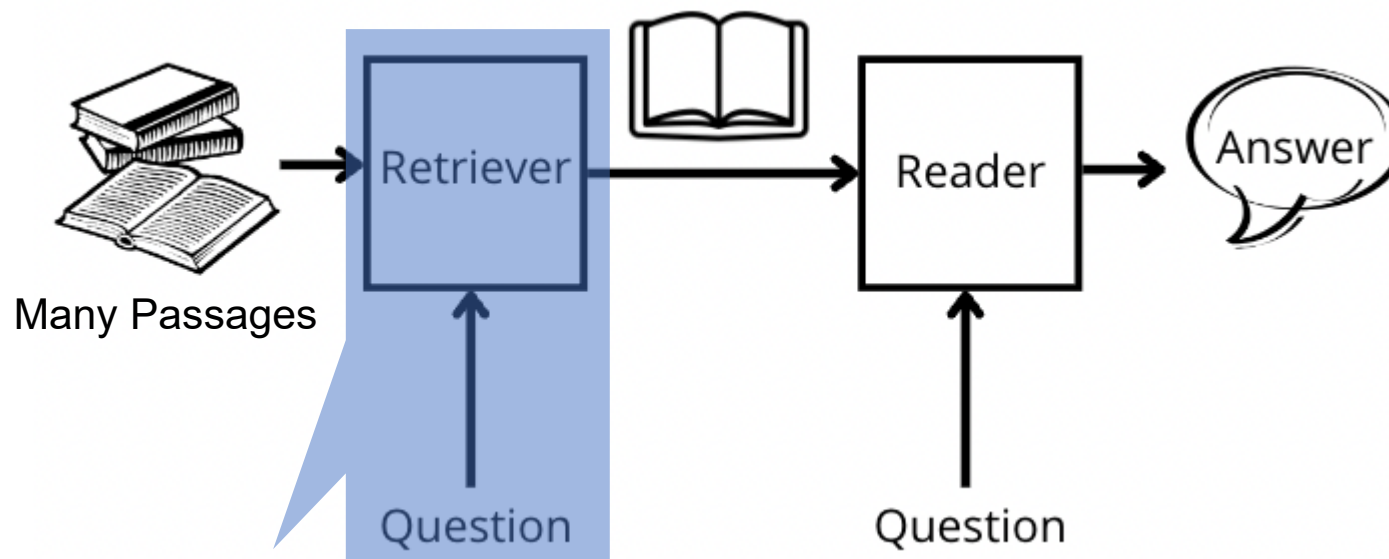 Retriever
Reader
Answer
Many Passages
Question
Question